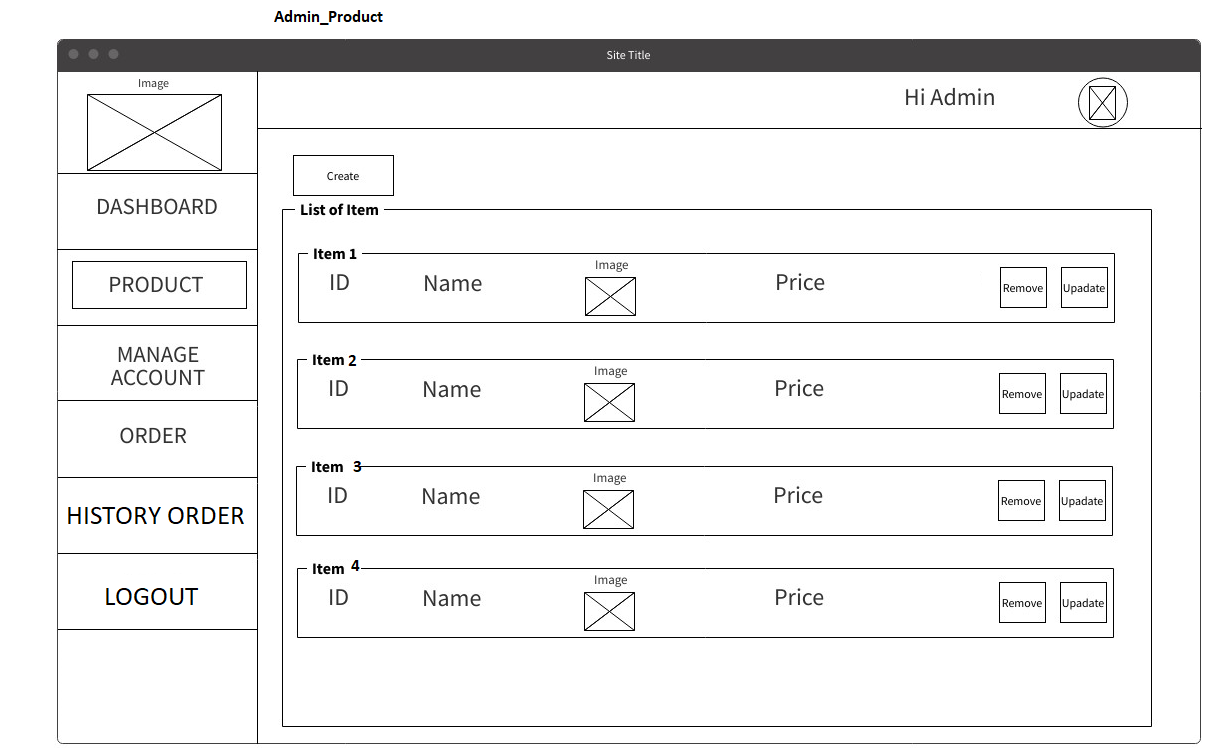 Admin_Product
Site Title
Image
Hi Admin
DASHBOARD
PRODUCT
MANAGE
ACCOUNT
ORDER
HISTORY ORDER
LOGOUT
Create
List of Item
Item 1
ID Name Image Price Remove Upadate
Item 2
ID Name Image Price Remove Upadate
Item 3
ID Name Image Price Remove Upadate
Item 4
ID Name Image Price Remove Upadate